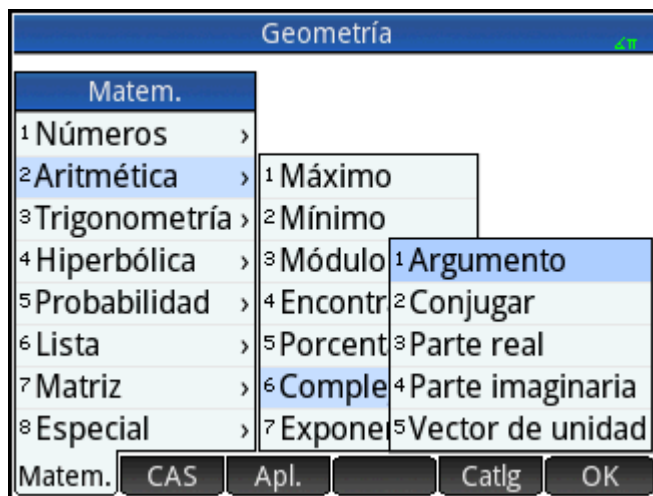 Geometría
∡π
Matem.
1 Números ›
2 Aritmética ›
3 Trigonometría ›
4 Hiperbólica ›
5 Probabilidad ›
6 Lista ›
7 Matriz ›
8 Especial ›
1 Máximo
2 Mínimo
3 Módulo
4 Encontr
5 Porcent
6 Comple
7 Expone
1 Argumento
2 Conjugar
3 Parte real
4 Parte imaginaria
5 Vector de unidad
Matem. CAS Apl. Catlg OK